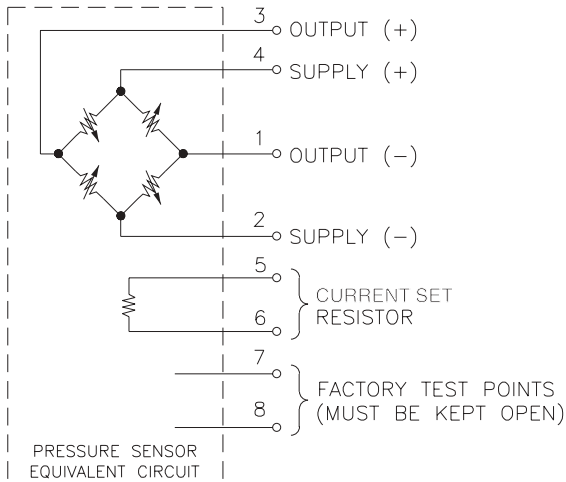 3 OUTPUT (+)
4 SUPPLY (+)
1 OUTPUT (-)
2 SUPPLY (-)
5
CURRENT SET
RESISTOR
6
7
FACTORY TEST POINTS
(MUST BE KEPT OPEN)
8
PRESSURE SENSOR
EQUIVALENT CIRCUIT